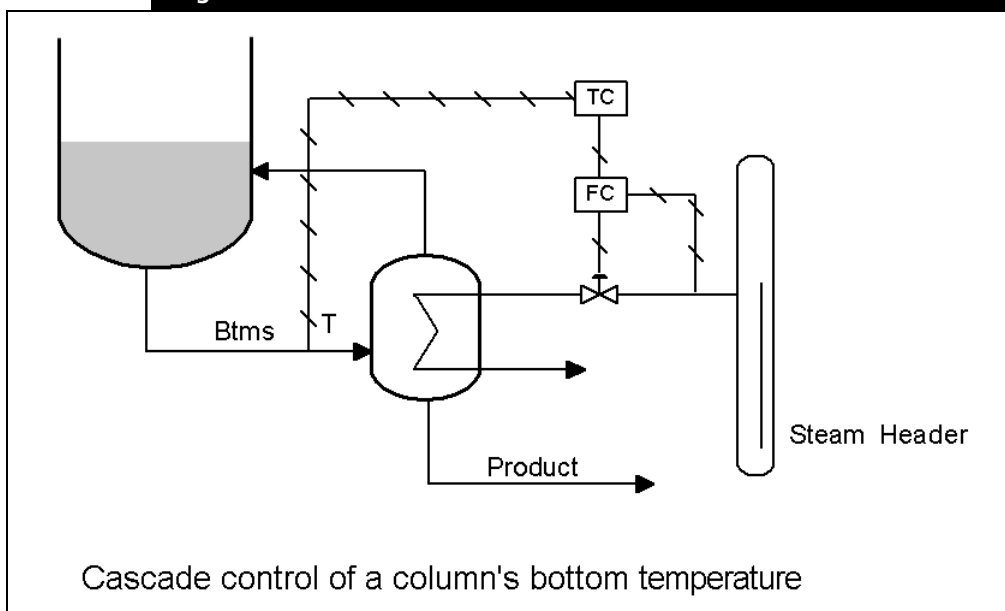 TC
FC
T
Btms
Steam Header
Product
Cascade control of a column's bottom temperature